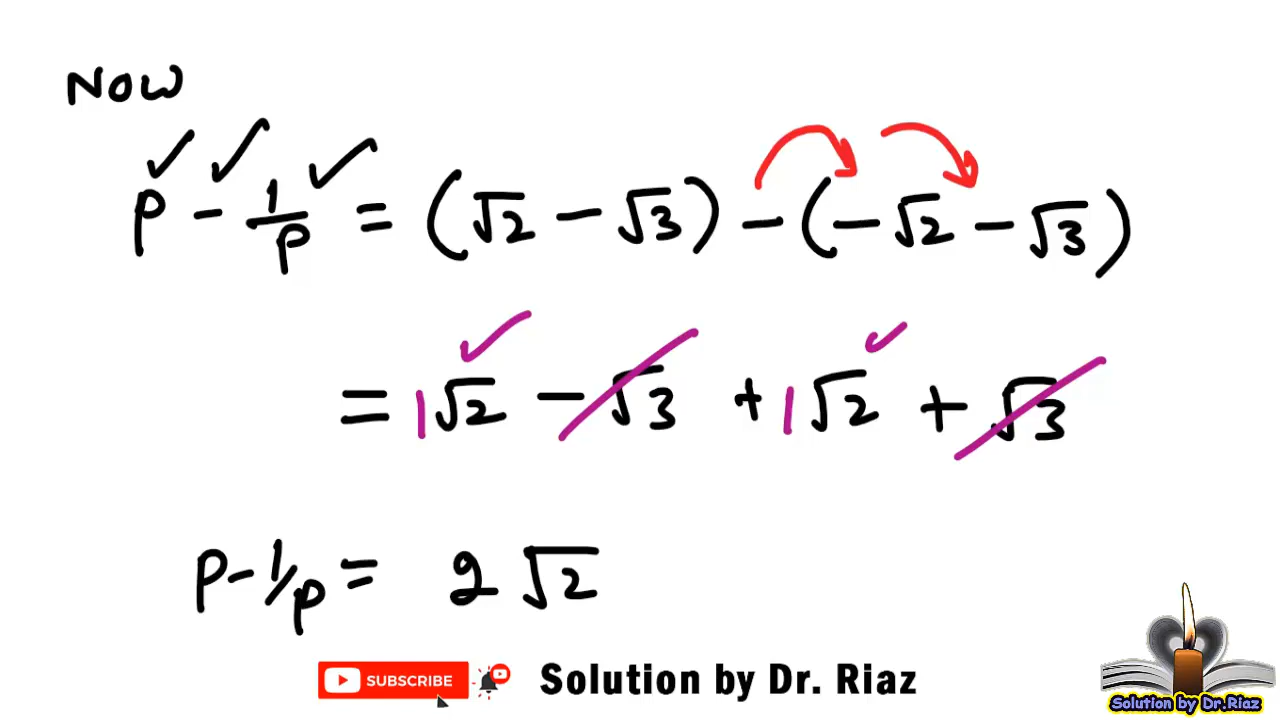 NOW
p - 1/p = (√2 - √3) - (-√2 - √3)
= 1√2 - √3 + 1√2 + √3
p - 1/p = 2√2
SUBSCRIBE
Solution by Dr. Riaz
Solution by Dr.Riaz